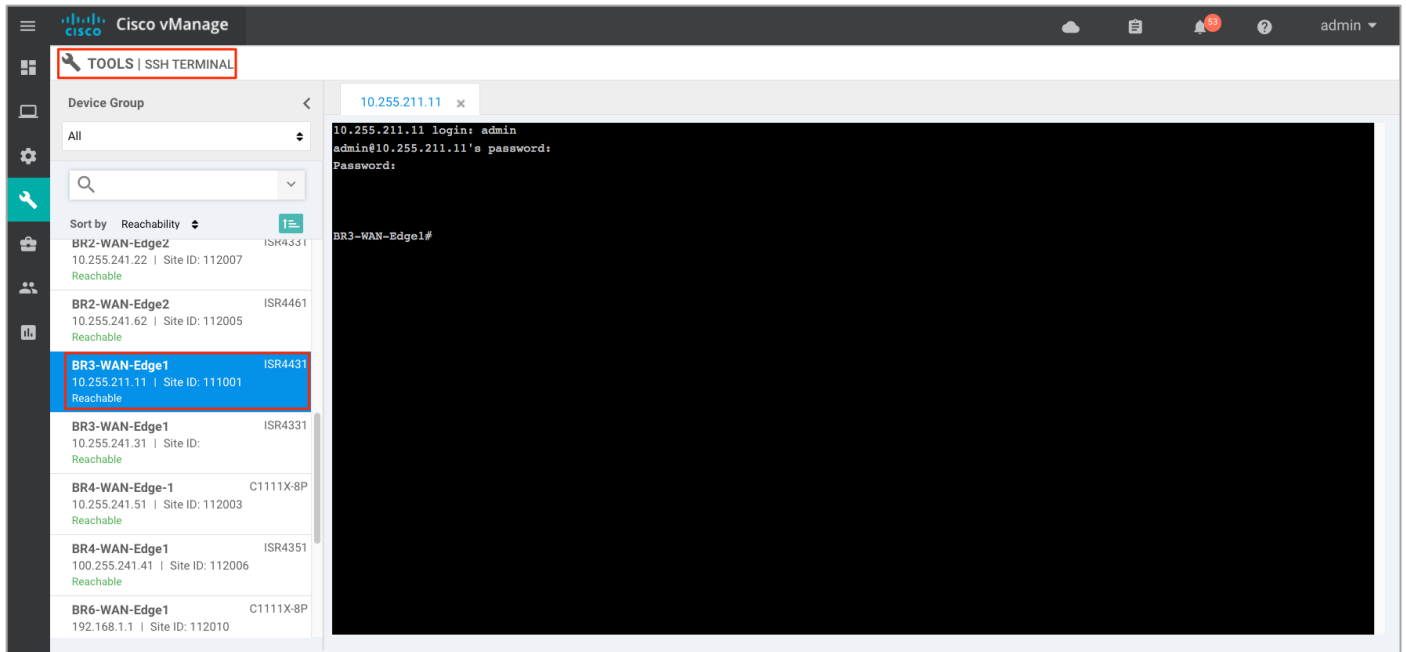 cisco Cisco vManage
53
admin
TOOLS | SSH TERMINAL
Device Group
All
Sort by Reachability
BR2-WAN-Edge2 ISR4331
10.255.241.22 | Site ID: 112007
Reachable
BR2-WAN-Edge2 ISR4461
10.255.241.62 | Site ID: 112005
Reachable
BR3-WAN-Edge1 ISR4431
10.255.211.11 | Site ID: 111001
Reachable
BR3-WAN-Edge1 ISR4331
10.255.241.31 | Site ID:
Reachable
BR4-WAN-Edge-1 C1111X-8P
10.255.241.51 | Site ID: 112003
Reachable
BR4-WAN-Edge1 ISR4351
100.255.241.41 | Site ID: 112006
Reachable
BR6-WAN-Edge1 C1111X-8P
192.168.1.1 | Site ID: 112010
10.255.211.11 x
10.255.211.11 login: admin
admin@10.255.211.11's password:
Password:
BR3-WAN-Edge1#